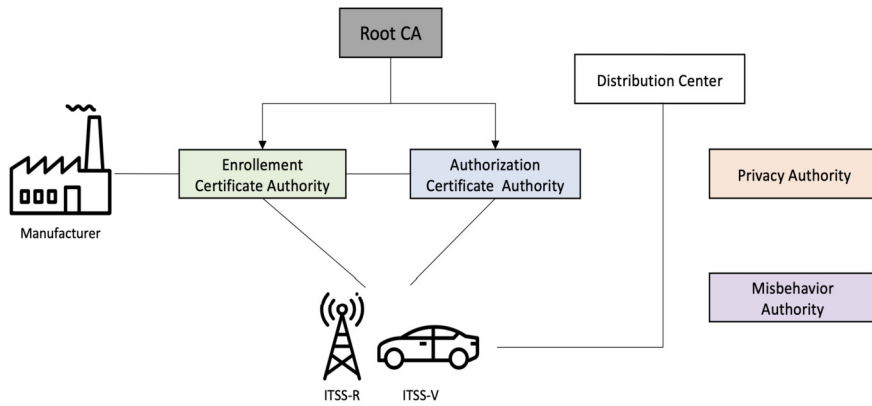 Root CA
Distribution Center
Enrollement
Certificate Authority
Authorization
Certificate Authority
Privacy Authority
Manufacturer
Misbehavior
Authority
ITSS-R
ITSS-V